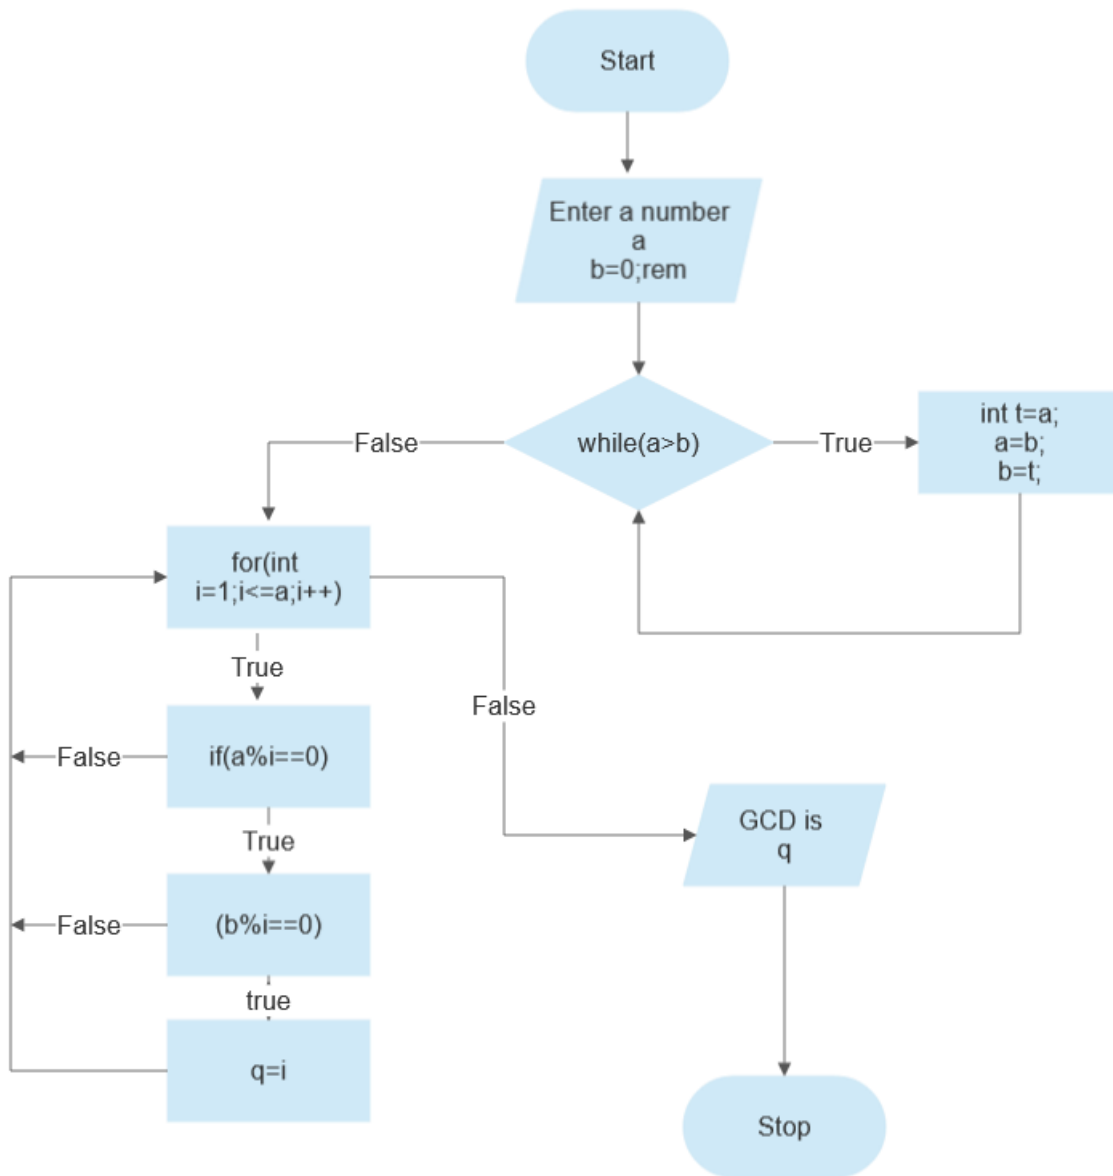 Start
Enter a number
a
b=0;rem
while(a>b)
True
int t=a;
a=b;
b=t;
False
for(int
i=1;i<=a;i++)
True
False
if(a%i==0)
False
True
(b%i==0)
False
true
q=i
GCD is
q
Stop